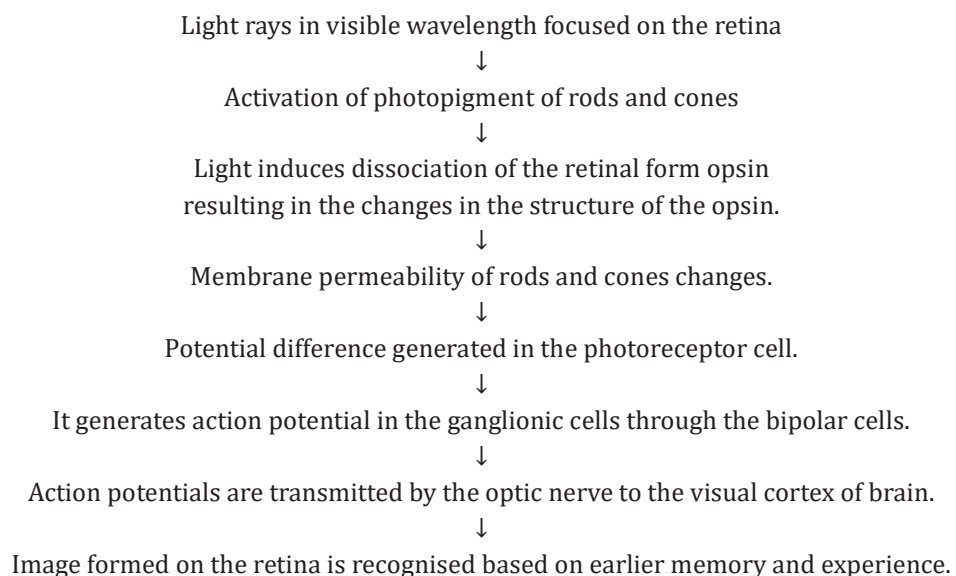 Light rays in visible wavelength focused on the retina
↓
Activation of photopigment of rods and cones
↓
Light induces dissociation of the retinal form opsin
resulting in the changes in the structure of the opsin.
↓
Membrane permeability of rods and cones changes.
↓
Potential difference generated in the photoreceptor cell.
↓
It generates action potential in the ganglionic cells through the bipolar cells.
↓
Action potentials are transmitted by the optic nerve to the visual cortex of brain.
↓
Image formed on the retina is recognised based on earlier memory and experience.